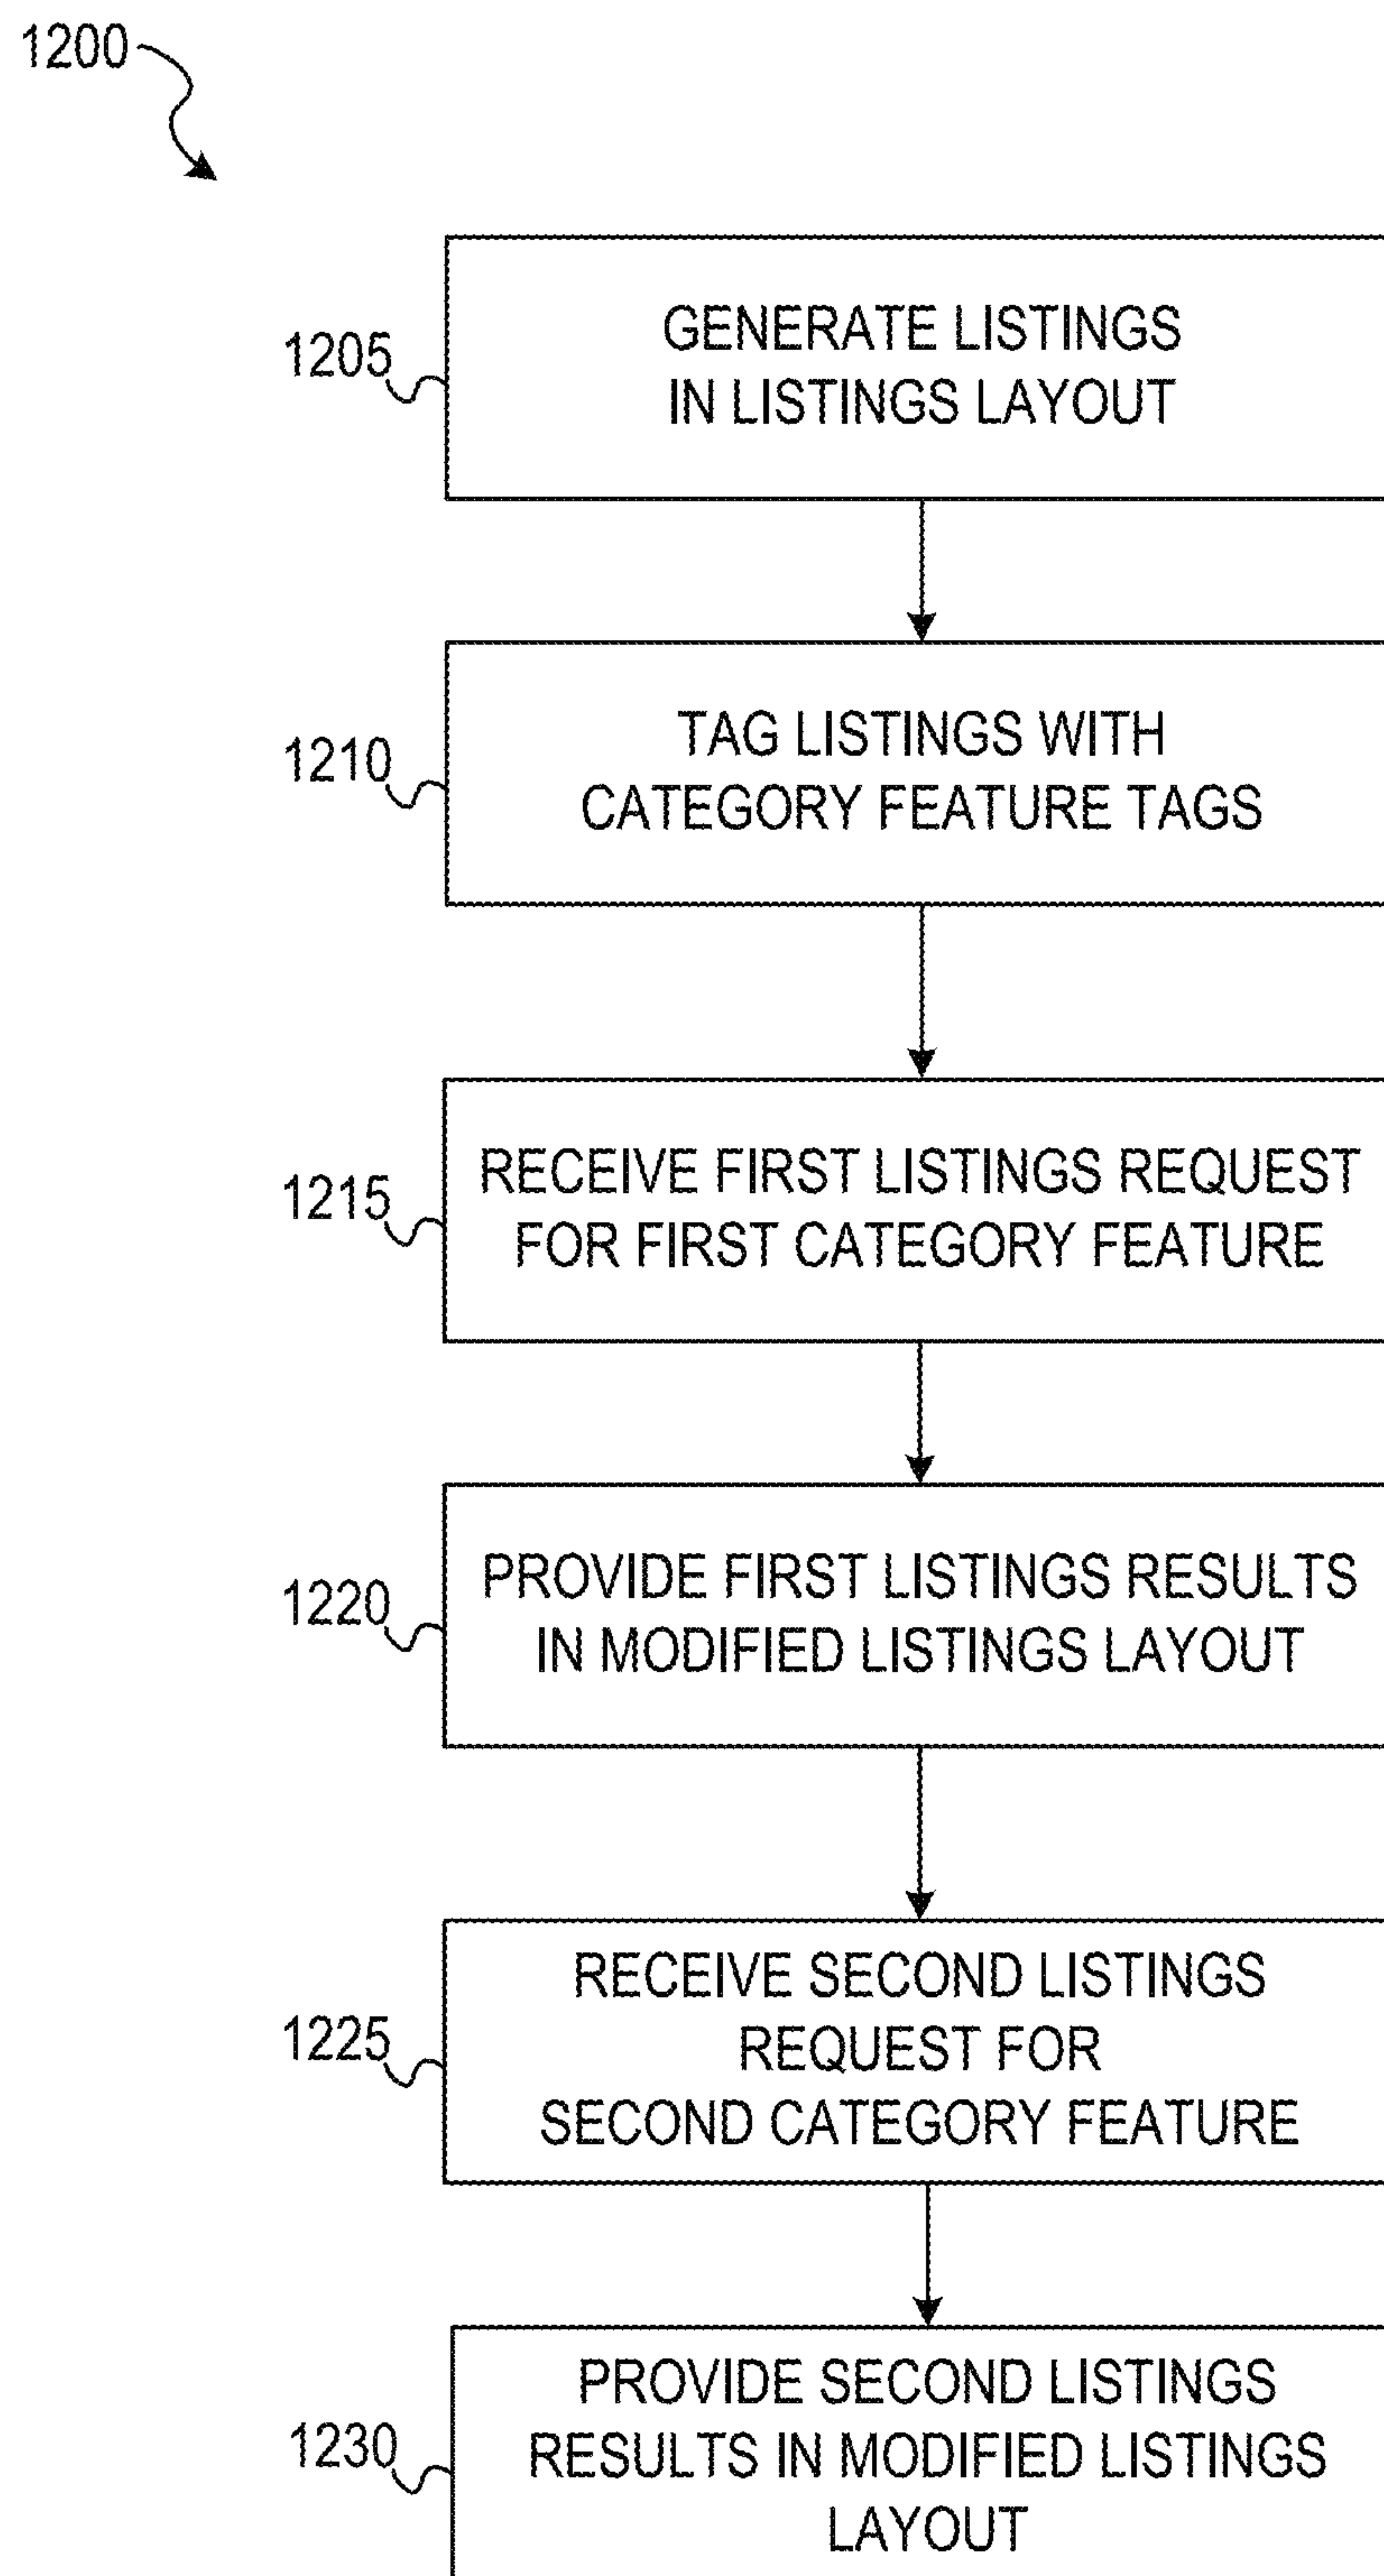 1200
1205
GENERATE LISTINGS
IN LISTINGS LAYOUT
1210
TAG LISTINGS WITH
CATEGORY FEATURE TAGS
1215
RECEIVE FIRST LISTINGS REQUEST
FOR FIRST CATEGORY FEATURE
1220
PROVIDE FIRST LISTINGS RESULTS
IN MODIFIED LISTINGS LAYOUT
1225
RECEIVE SECOND LISTINGS
REQUEST FOR
SECOND CATEGORY FEATURE
1230
PROVIDE SECOND LISTINGS
RESULTS IN MODIFIED LISTINGS
LAYOUT